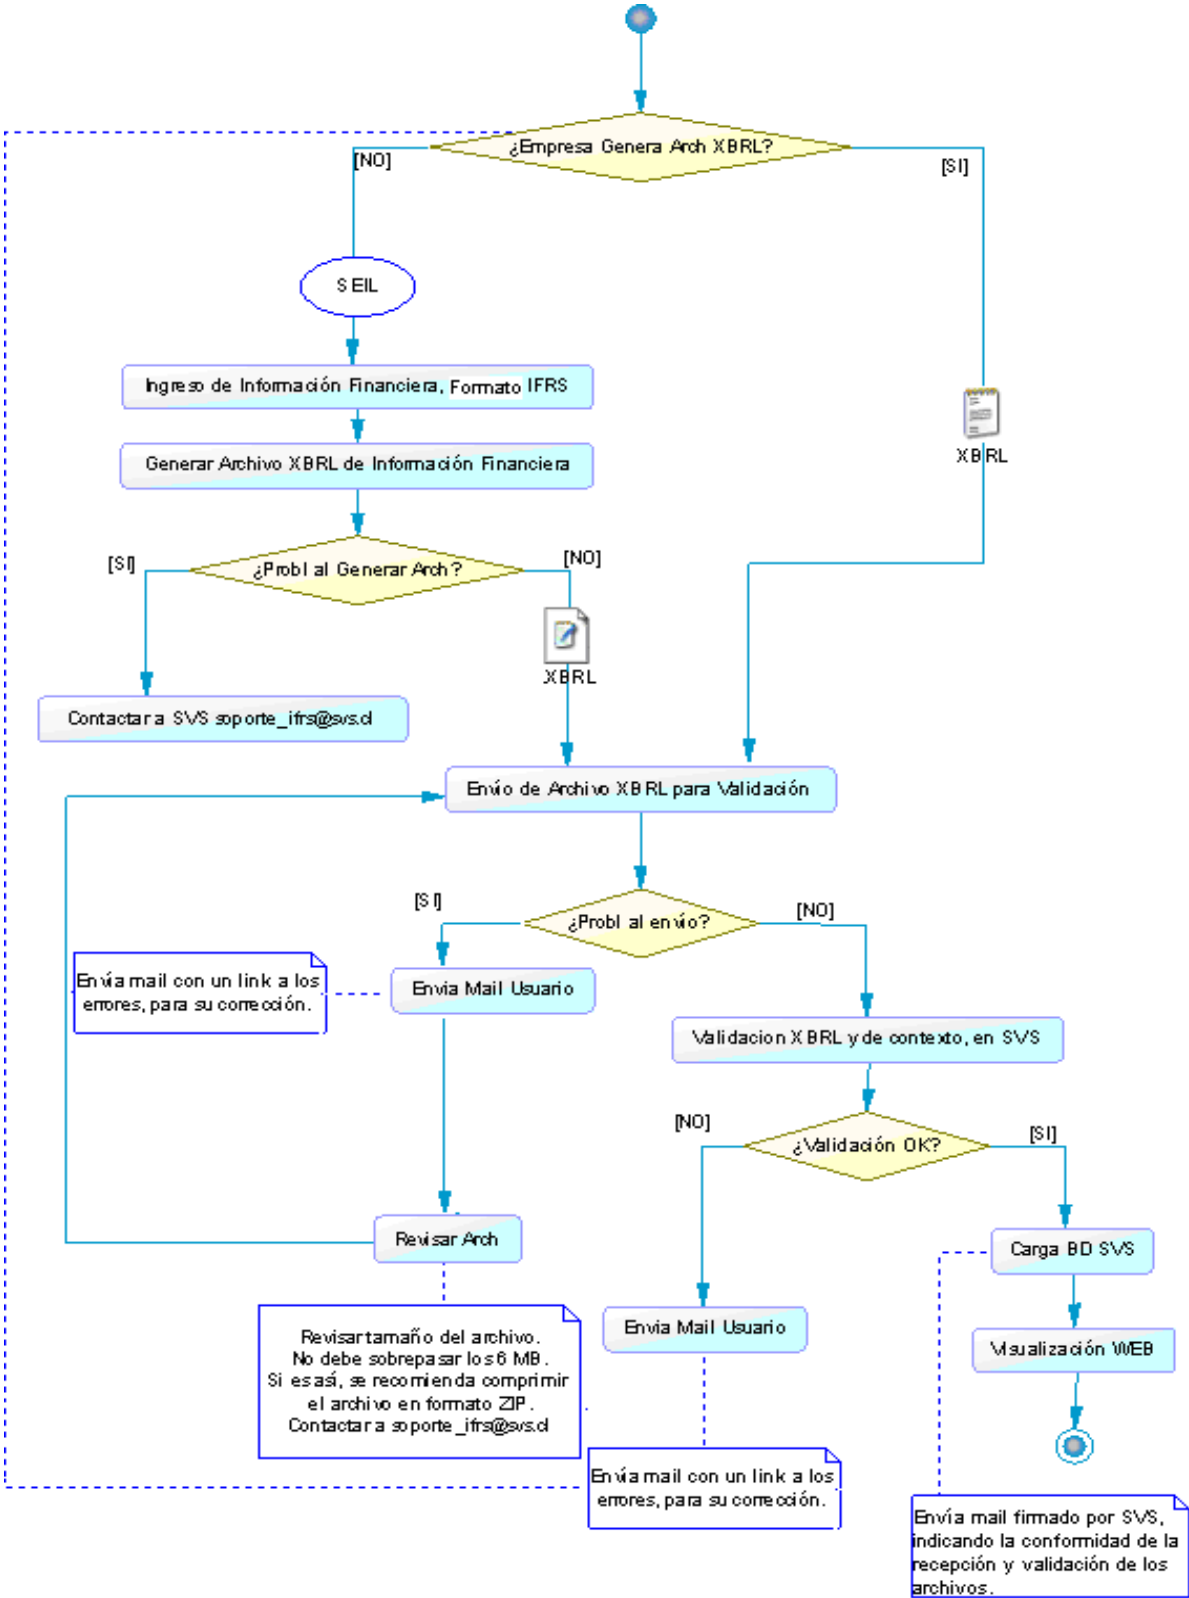 ¿Empresa Genera Arch XBRL?
[NO]
[SI]
SEIL
Ingreso de Información Financiera, Formato IFRS
XBRL
Generar Archivo XBRL de Información Financiera
[SI]
¿Probl al Generar Arch?
[NO]
XBRL
Contactar a SVS soporte_ifrs@svs.cl
Envío de Archivo XBRL para Validación
[SI]
¿Probl al envío?
[NO]
Envía mail con un link a los
errores, para su corrección.
Envia Mail Usuario
Validacion XBRL y de contexto, en SVS
[NO]
¿Validación OK?
[SI]
Revisar Arch
Carga BD SVS
Revisar tamaño del archivo.
No debe sobrepasar los 6 MB.
Si es así, se recomienda comprimir
el archivo en formato ZIP.
Contactar a soporte_ifrs@svs.cl
Envia Mail Usuario
Visualización WEB
Envía mail con un link a los
errores, para su corrección.
Envía mail firmado por SVS,
indicando la conformidad de la
recepción y validación de los
archivos.